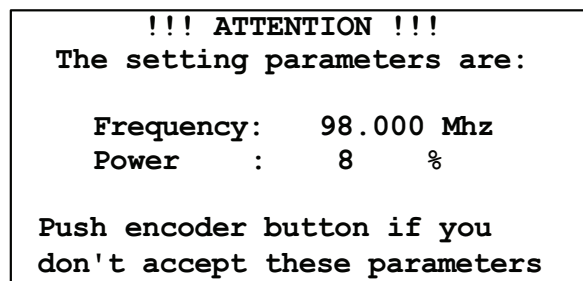 !!! ATTENTION !!!
The setting parameters are:
Frequency: 98.000 Mhz
Power : 8 %
Push encoder button if you
don't accept these parameters